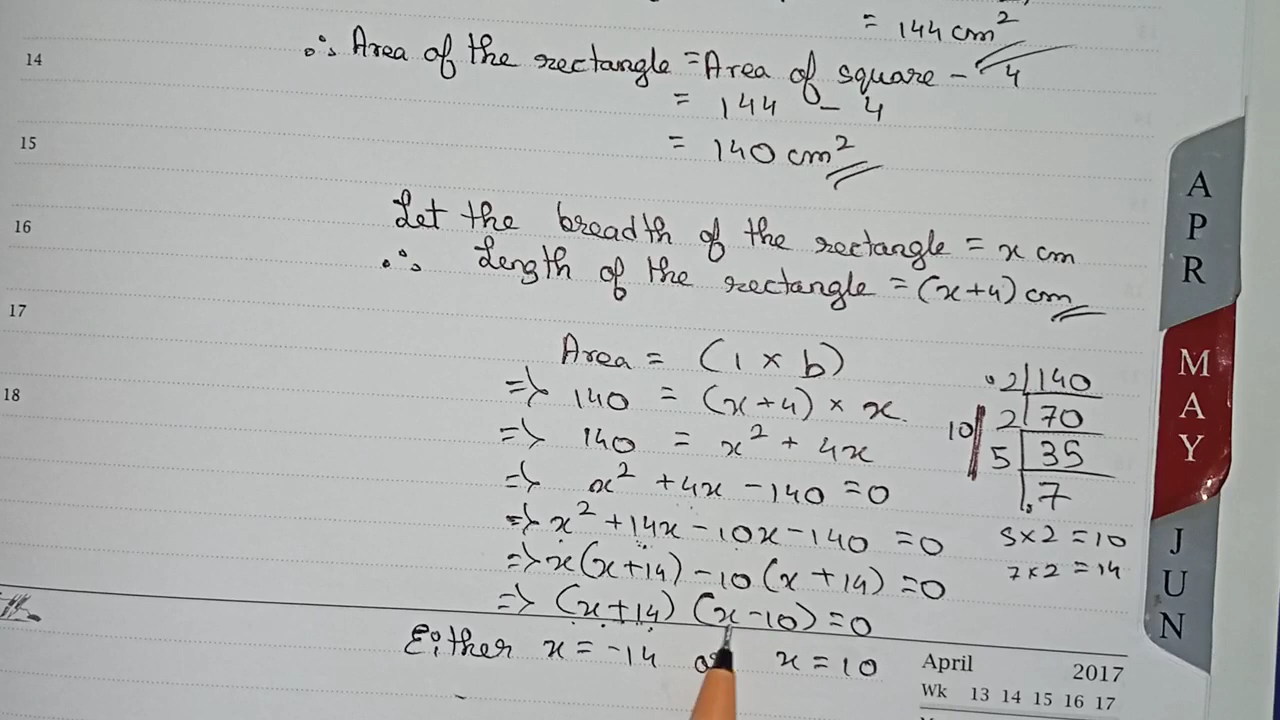 = 144 cm²
14
∴ Area of the rectangle = Area of square - 4
= 144 - 4
15
= 140 cm²
16
Let the breadth of the rectangle = x cm
∴ Length of the rectangle = (x+4) cm
17
Area = (l × b)
18
=> 140 = (x+4) × x
=> 140 = x² + 4x
=> x² + 4x - 140 = 0
=> x² + 14x - 10x - 140 = 0
=> x(x+14) - 10(x+14) = 0
=> (x+14) (x-10) = 0
Either x = -14 or x = 10
2 140
10 2 70
5 35
7
5×2 = 10
7×2 = 14
APR
MAY
JUN
April 2017
Wk 13 14 15 16 17